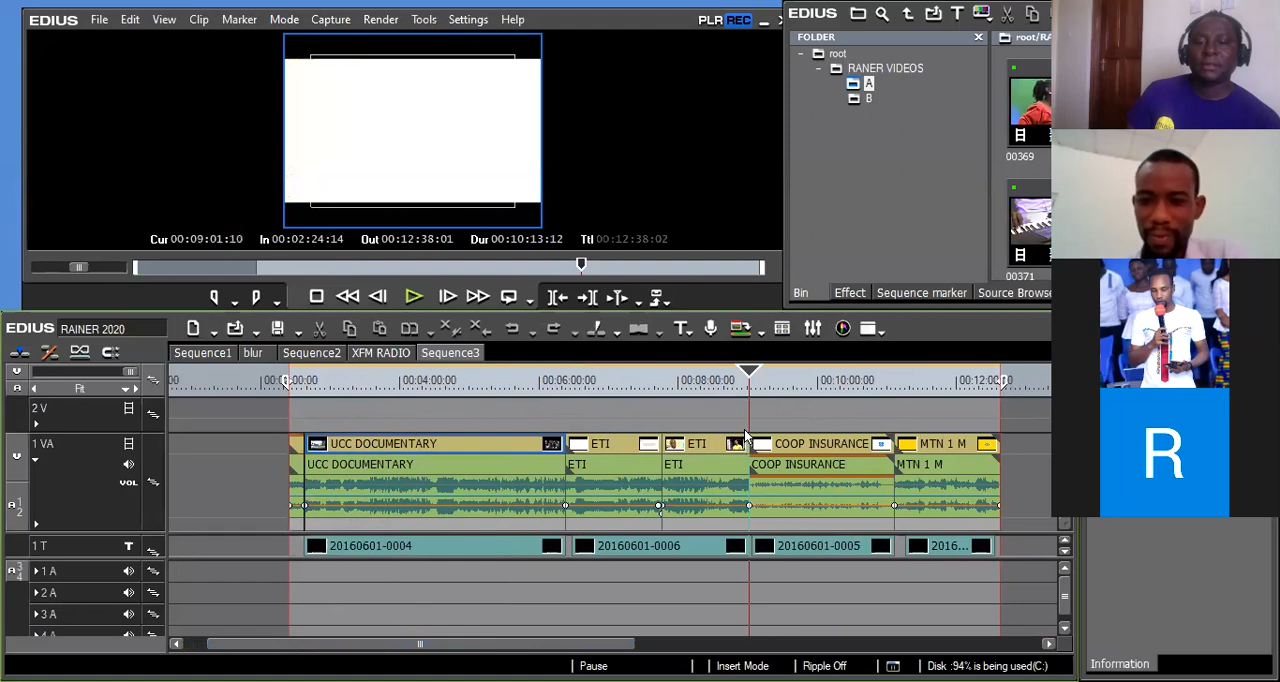 EDIUS File Edit View Clip Marker Mode Capture Render Tools Settings Help PLR REC
Cur 00:09:01:10 In 00:02:24:14 Out 00:12:38:01 Dur 00:10:13:12 Ttl 00:12:38:02
EDIUS
FOLDER
root
RANER VIDEOS
A
B
root/RA
00369
00371
Bin Effect Sequence marker Source Browse
R
EDIUS RAINER 2020
Sequence1 blur Sequence2 XFM RADIO Sequence3
Fit
00:04:00:00 00:06:00:00 00:08:00:00 00:10:00:00 00:12:00:00
2 V
1 VA UCC DOCUMENTARY ETI ETI COOP INSURANCE MTN 1 M
UCC DOCUMENTARY ETI ETI COOP INSURANCE MTN 1 M
VOL
1 T T 20160601-0004 20160601-0006 20160601-0005 2016...
1 A
2 A
3 A
Pause Insert Mode Ripple Off Disk :94% is being used(C:)
Information